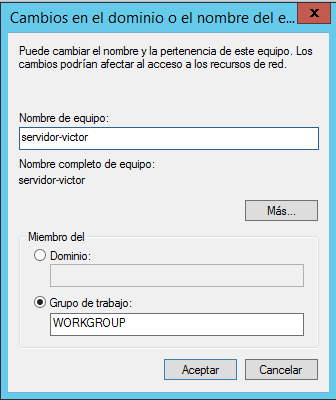 Cambios en el dominio o el nombre del e...
x
Puede cambiar el nombre y la pertenencia de este equipo. Los
cambios podrían afectar al acceso a los recursos de red.
Nombre de equipo:
servidor-victor
Nombre completo de equipo:
servidor-victor
Más...
Miembro del
Dominio:
Grupo de trabajo:
WORKGROUP
Aceptar
Cancelar